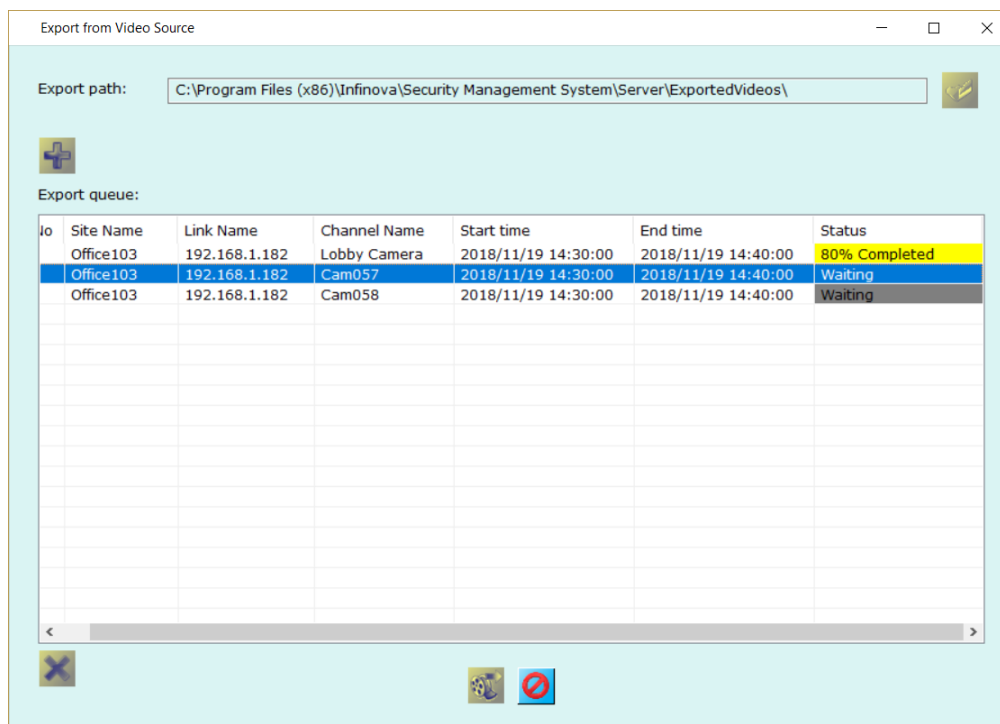 Export from Video Source
Export path: C:\Program Files (x86)\Infinova\Security Management System\Server\ExportedVideos\
Export queue:
Site Name Link Name Channel Name Start time End time Status
Office103 192.168.1.182 Lobby Camera 2018/11/19 14:30:00 2018/11/19 14:40:00 80% Completed
Office103 192.168.1.182 Cam057 2018/11/19 14:30:00 2018/11/19 14:40:00 Waiting
Office103 192.168.1.182 Cam058 2018/11/19 14:30:00 2018/11/19 14:40:00 Waiting